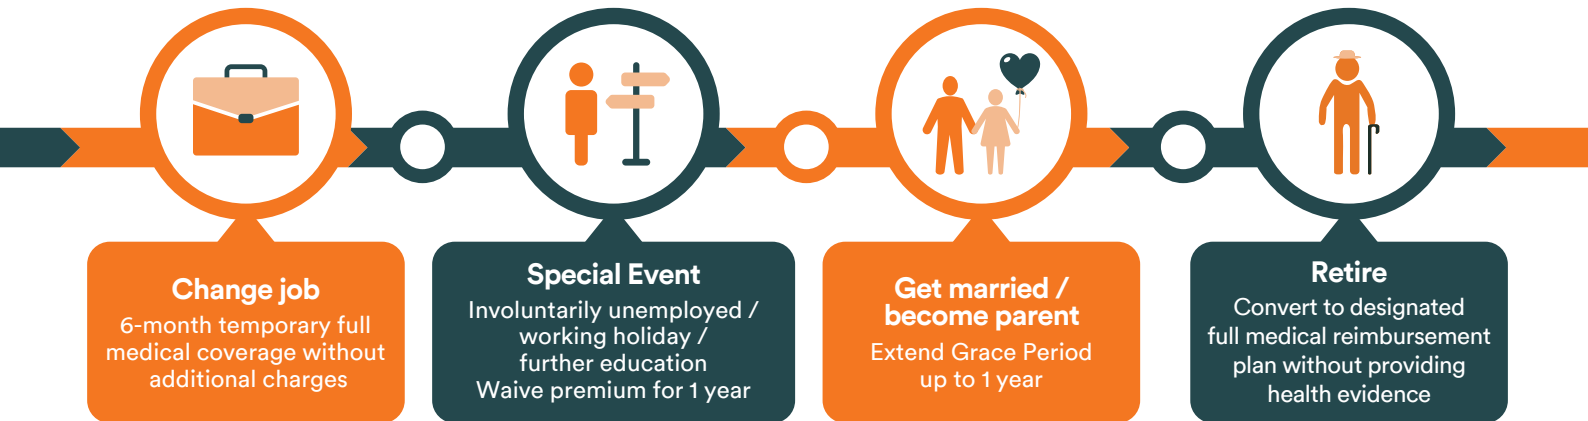 Change job
6-month temporary full
medical coverage without
additional charges
Special Event
Involuntarily unemployed /
working holiday /
further education
Waive premium for 1 year
Get married /
become parent
Extend Grace Period
up to 1 year
Retire
Convert to designated
full medical reimbursement
plan without providing
health evidence